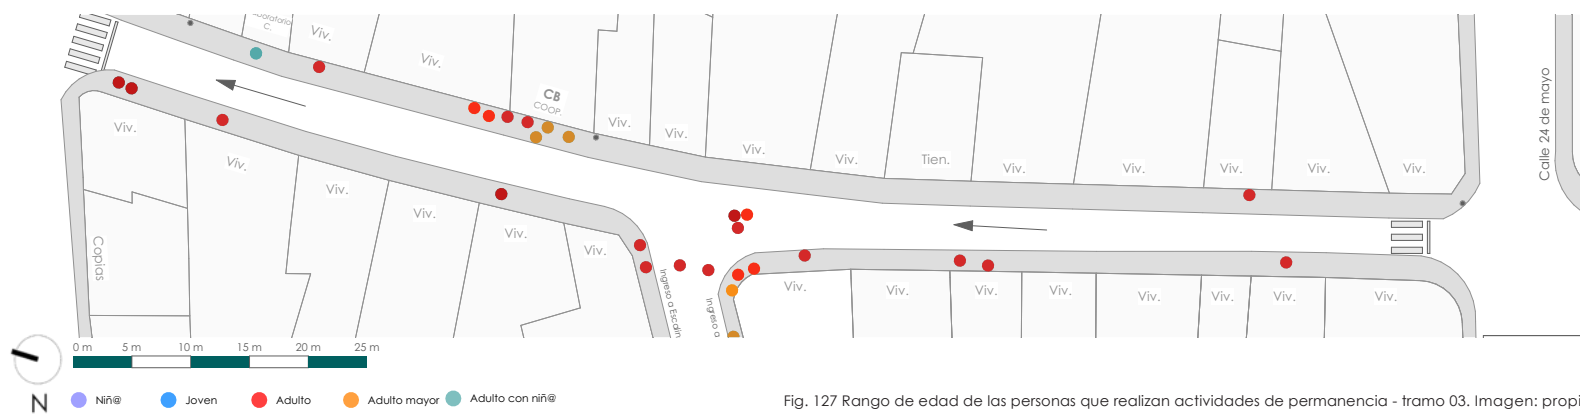 C.
Viv.
Viv.
CB
COOP.
Viv.
Viv.
Viv.
Viv.
Tien.
Viv.
Viv.
Viv.
Viv.
Viv.
Calle 24 de mayo
Viv.
Viv.
Viv.
Viv.
Viv.
Viv.
Copias
Ingreso a Escalin
Ingreso a
Viv.
Viv.
Viv.
Viv.
Viv.
Viv.
Viv.
Viv.
0 m 5 m 10 m 15 m 20 m 25 m
N
Niñ@ Joven Adulto Adulto mayor Adulto con niñ@
Fig. 127 Rango de edad de las personas que realizan actividades de permanencia - tramo 03. Imagen: propi